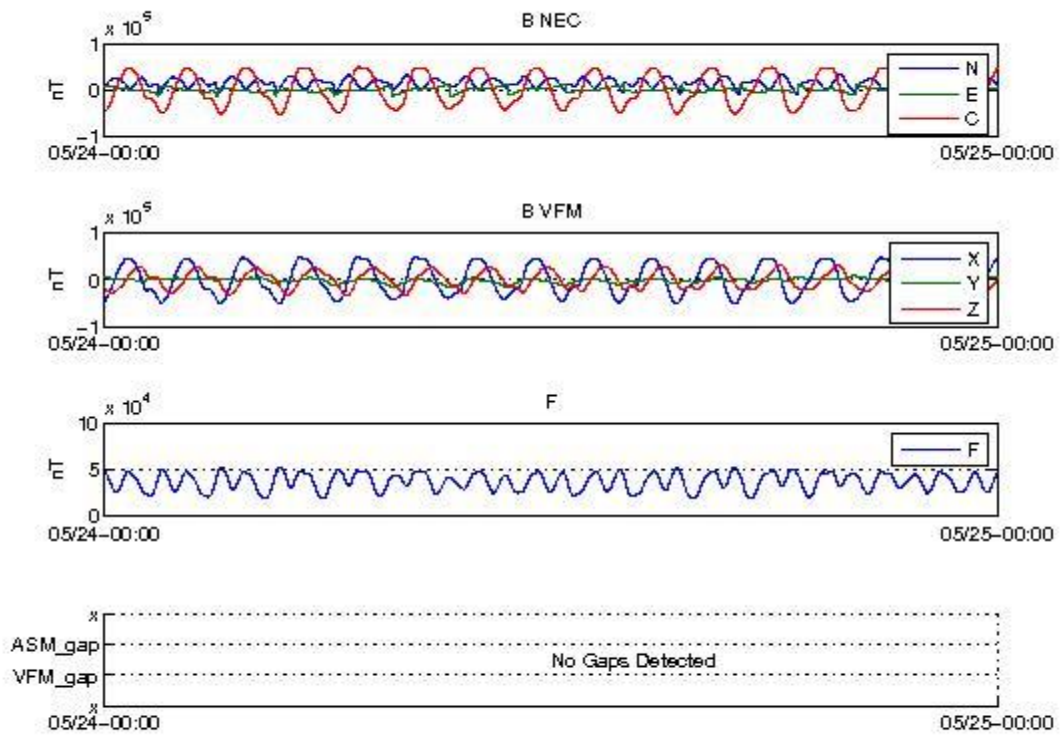 B NEC
x 10^5
1
0
-1
nT
N
E
C
05/24-00:00 05/25-00:00
B VFM
x 10^5
1
0
-1
nT
X
Y
Z
05/24-00:00 05/25-00:00
F
x 10^4
10
5
0
nT
F
05/24-00:00 05/25-00:00
x
ASM_gap
VFM_gap
x
No Gaps Detected
05/24-00:00 05/25-00:00